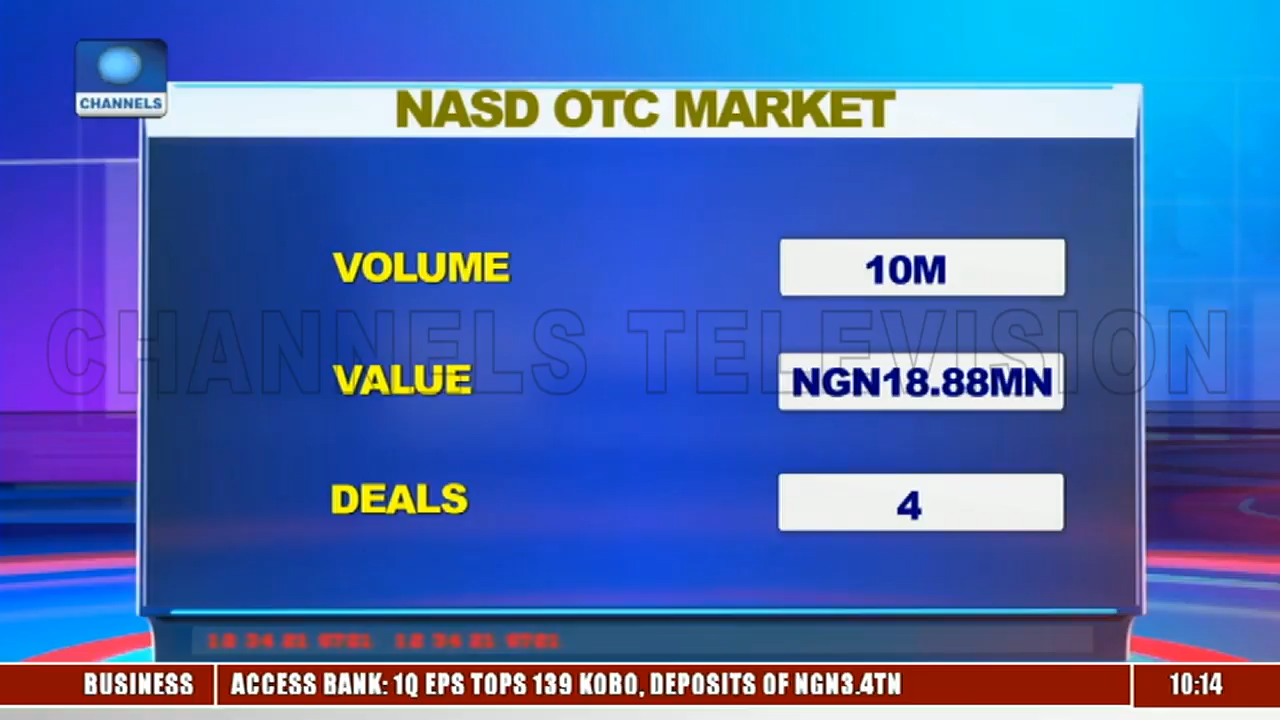 CHANNELS
NASD OTC MARKET
VOLUME 10M
CHANNELS TELEVISION
VALUE NGN18.88MN
DEALS 4
BUSINESS ACCESS BANK: 1Q EPS TOPS 139 KOBO, DEPOSITS OF NGN3.4TN 10:14